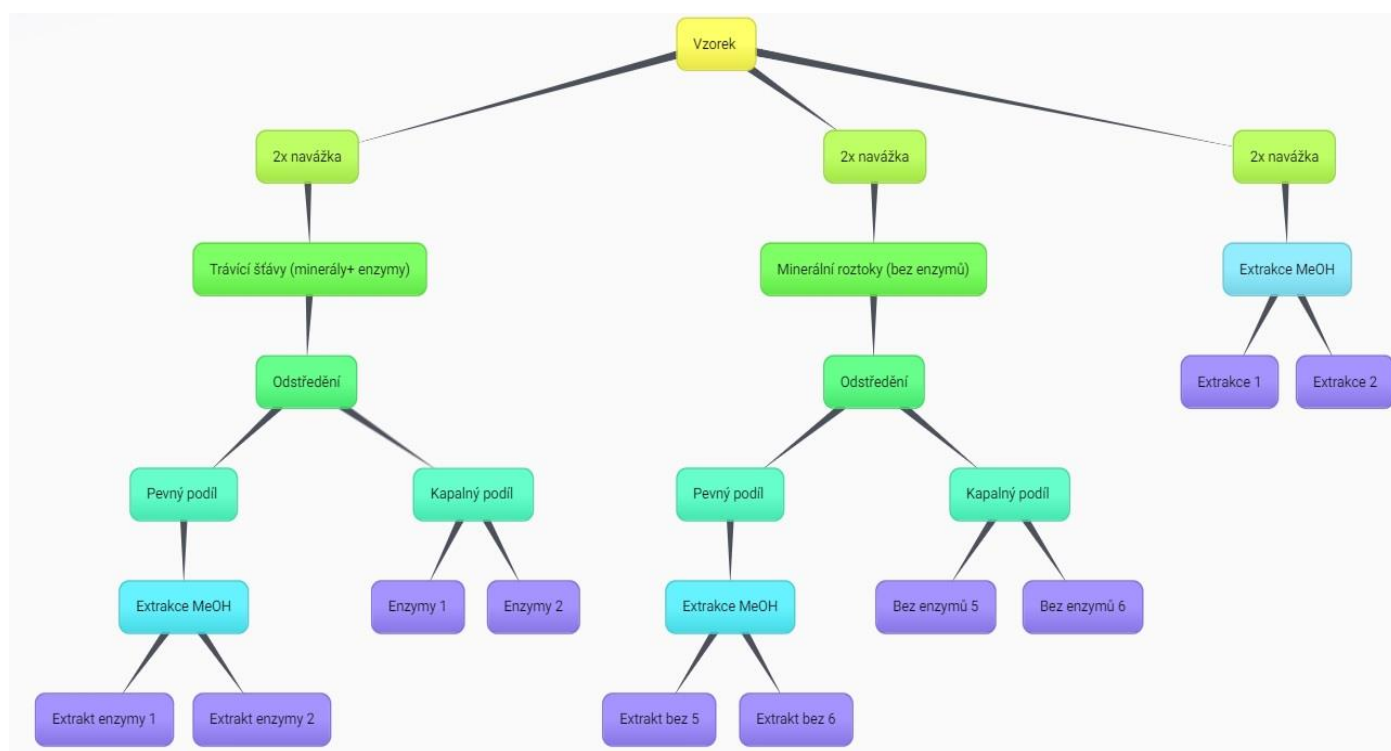 Vzorek
2x navážka
2x navážka
2x navážka
Trávící šťávy (minerály+ enzymy)
Minerální roztoky (bez enzymů)
Extrakce MeOH
Odstředění
Odstředění
Extrakce 1
Extrakce 2
Pevný podíl
Kapalný podíl
Pevný podíl
Kapalný podíl
Extrakce MeOH
Enzymy 1
Enzymy 2
Extrakce MeOH
Bez enzymů 5
Bez enzymů 6
Extrakt enzymy 1
Extrakt enzymy 2
Extrakt bez 5
Extrakt bez 6